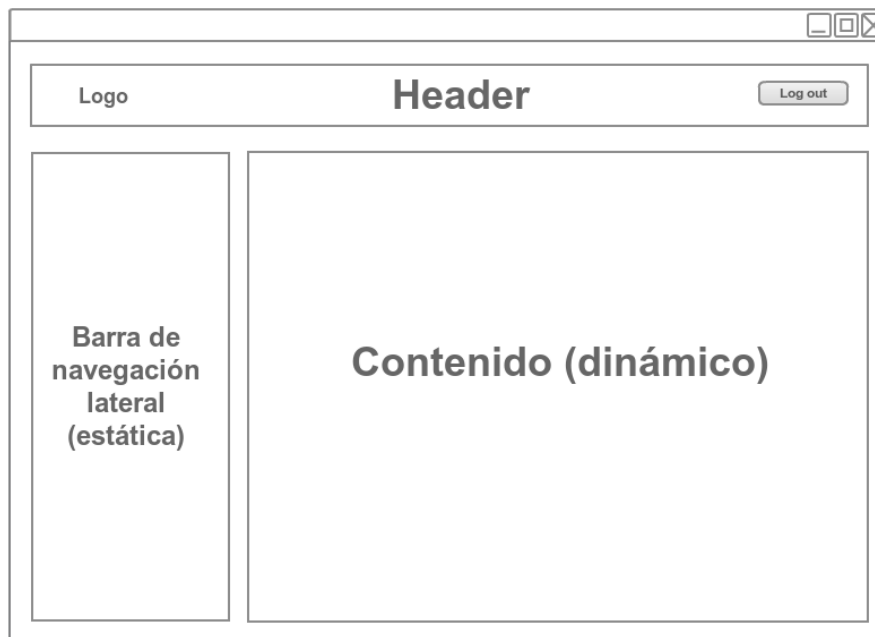 Logo
Header
Log out
Barra de
navegación
lateral
(estática)
Contenido (dinámico)